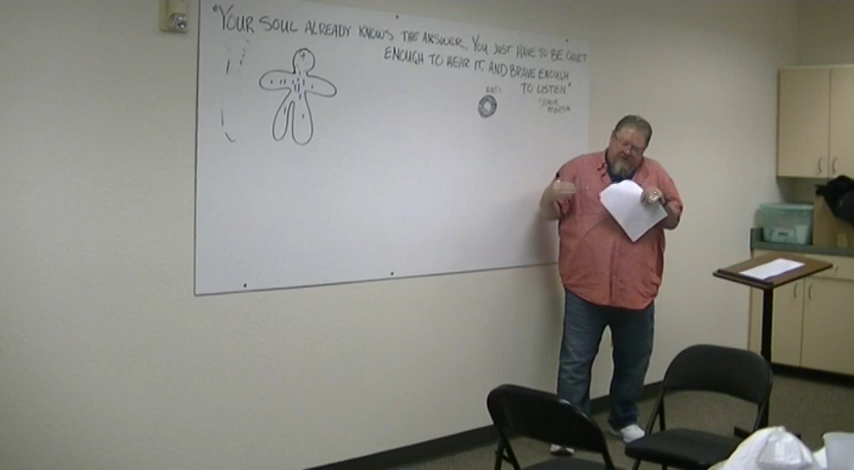 "YOUR SOUL ALREADY KNOWS THE ANSWER. YOU JUST HAVE TO BE QUIET
ENOUGH TO HEAR IT, AND BRAVE ENOUGH
TO LISTEN."